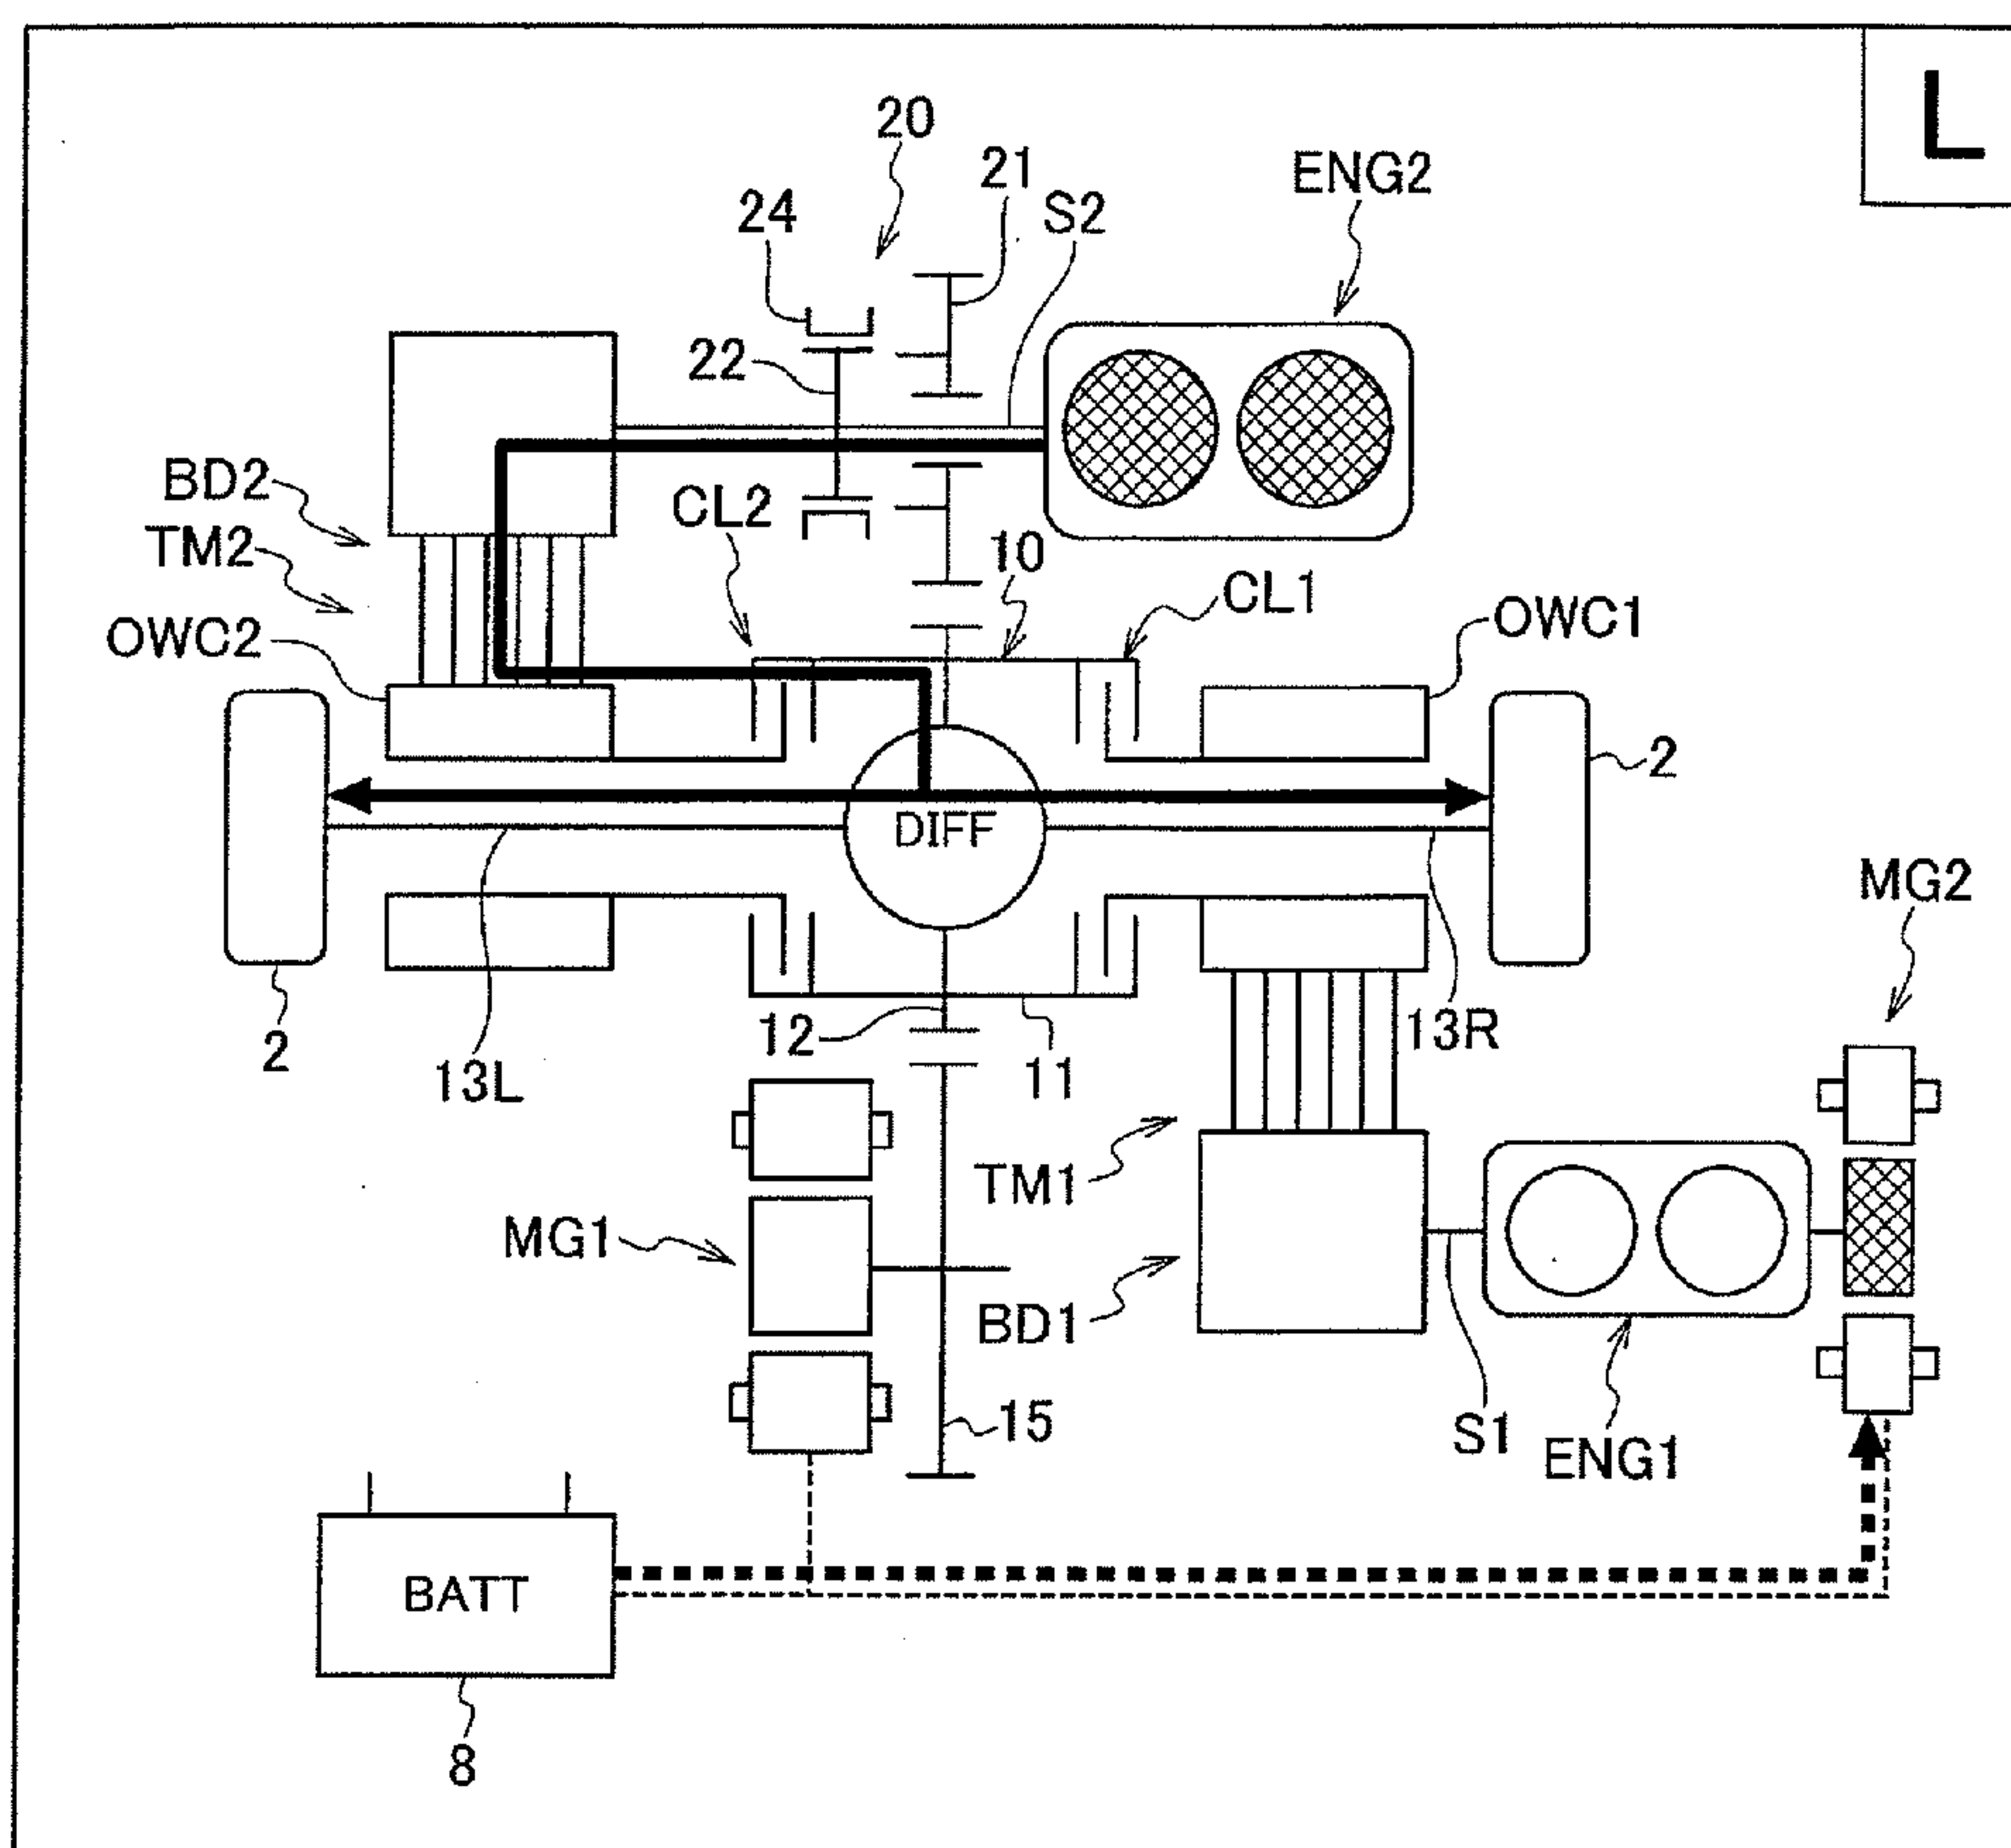 L
20
21
ENG2
24
S2
22
BD2
CL2
TM2
10
CL1
OWC1
OWC2
2
DIFF
MG2
12
13R
2
13L
11
TM1
MG1
BD1
15
S1
ENG1
BATT
8